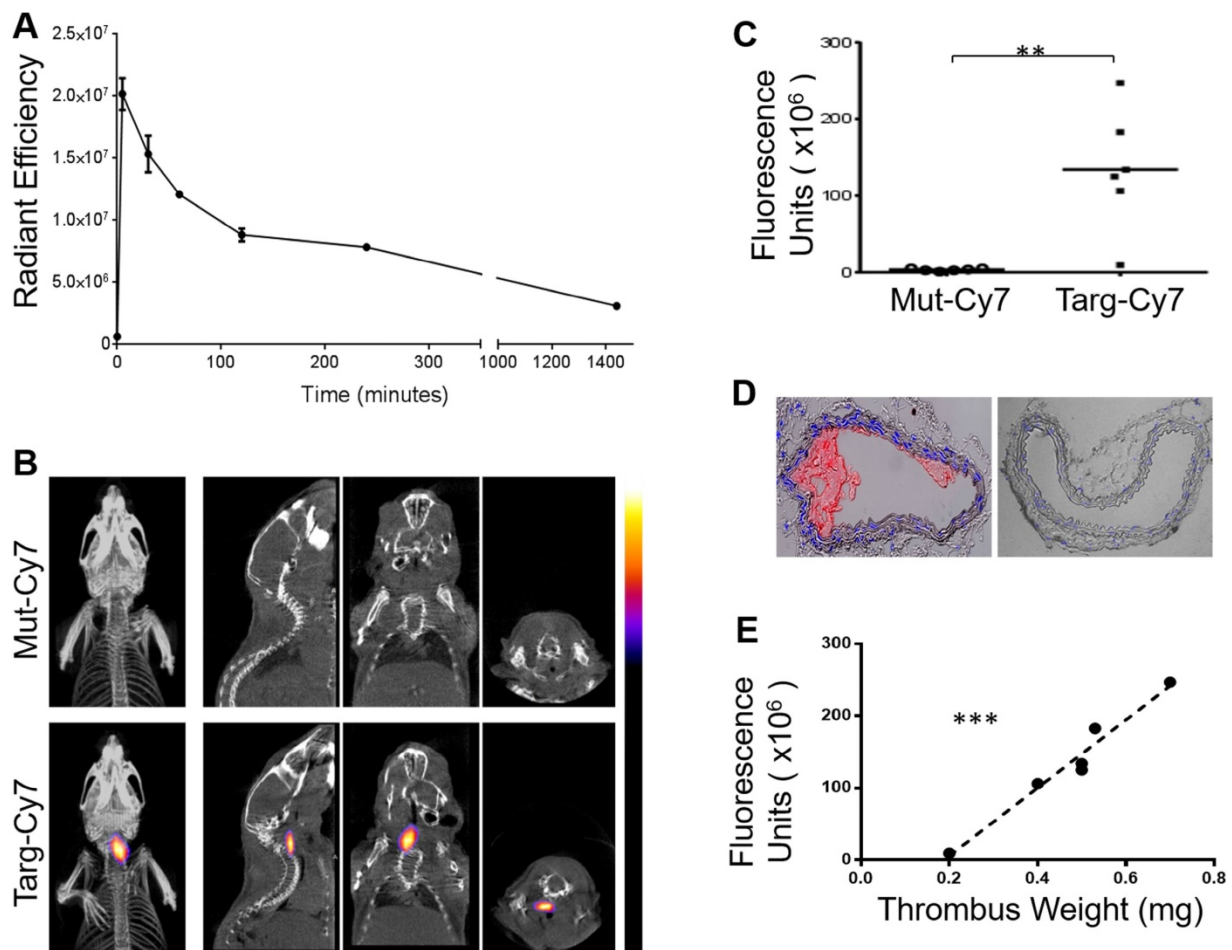 A
2.5x10⁷
2.0x10⁷
1.5x10⁷
1.0x10⁷
5.0x10⁶
0
Radiant Efficiency
0 100 200 300 1000 1200 1400
Time (minutes)
B
Mut-Cy7
Targ-Cy7
C
300
200
100
0
Fluorescence
Units ( x10⁶ )
**
Mut-Cy7 Targ-Cy7
D
E
300
200
100
0
Fluorescence
Units ( x10⁶ )
***
0.0 0.2 0.4 0.6 0.8
Thrombus Weight (mg)